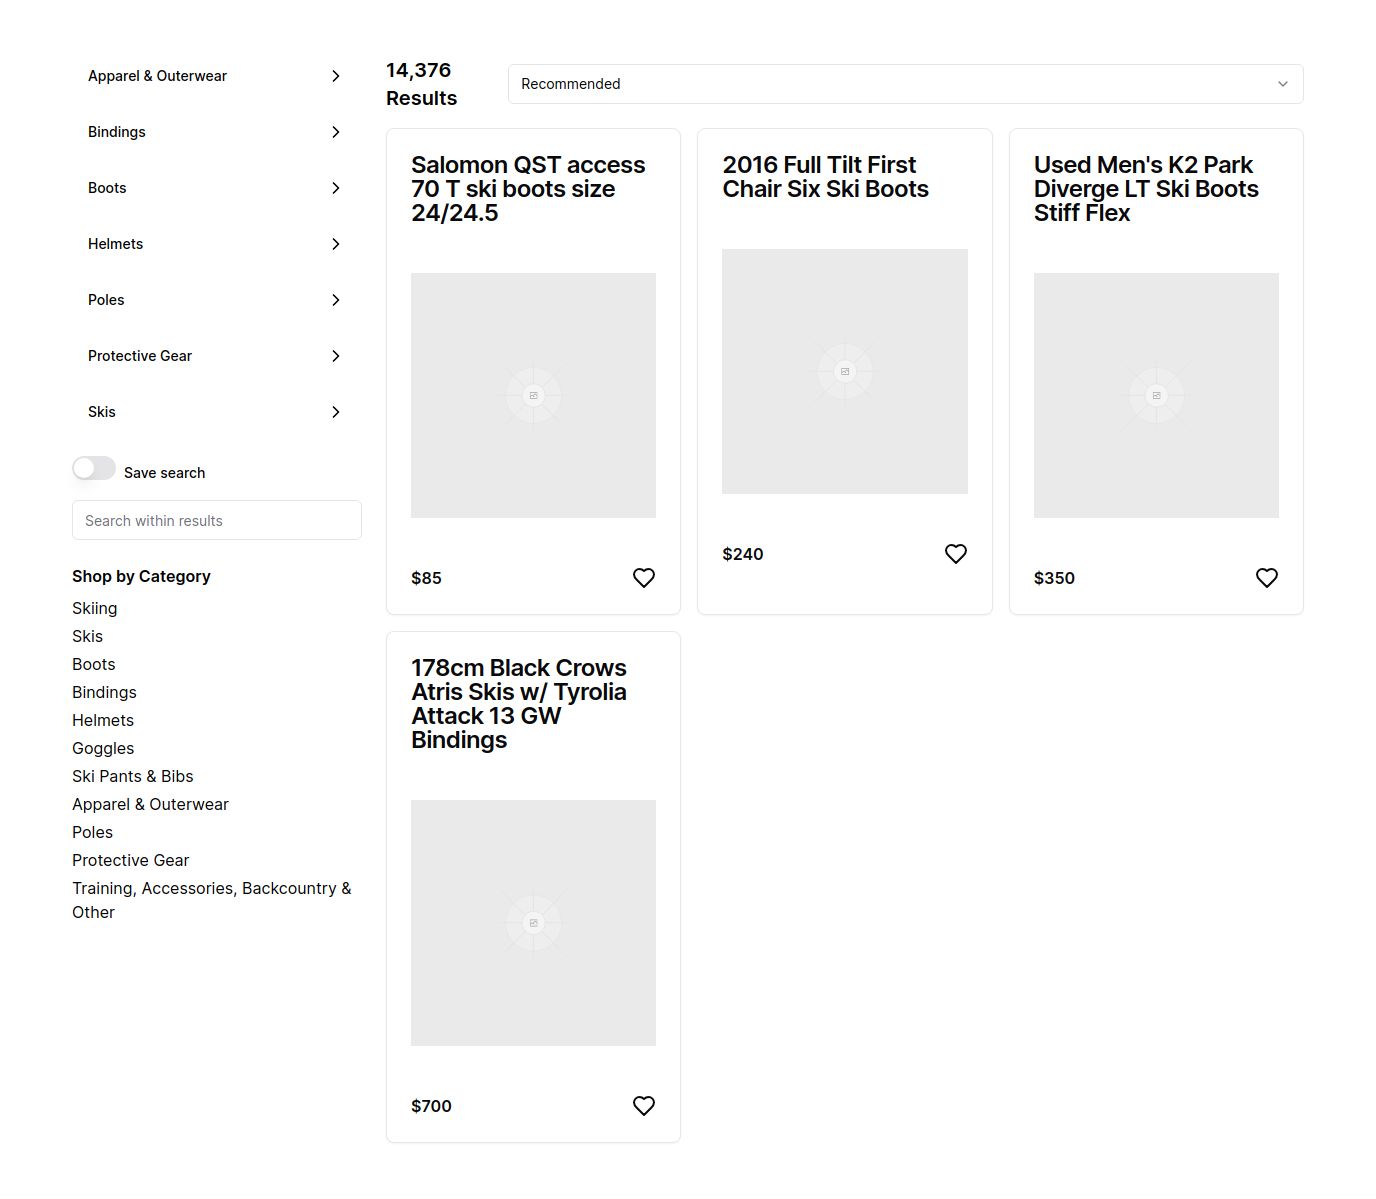 Apparel & Outerwear
Bindings
Boots
Helmets
Poles
Protective Gear
Skis
Save search
Search within results
Shop by Category
Skiing
Skis
Boots
Bindings
Helmets
Goggles
Ski Pants & Bibs
Apparel & Outerwear
Poles
Protective Gear
Training, Accessories, Backcountry &
Other
14,376
Results
Recommended
Salomon QST access
70 T ski boots size
24/24.5
$85
2016 Full Tilt First
Chair Six Ski Boots
$240
Used Men's K2 Park
Diverge LT Ski Boots
Stiff Flex
$350
178cm Black Crows
Atris Skis w/ Tyrolia
Attack 13 GW
Bindings
$700